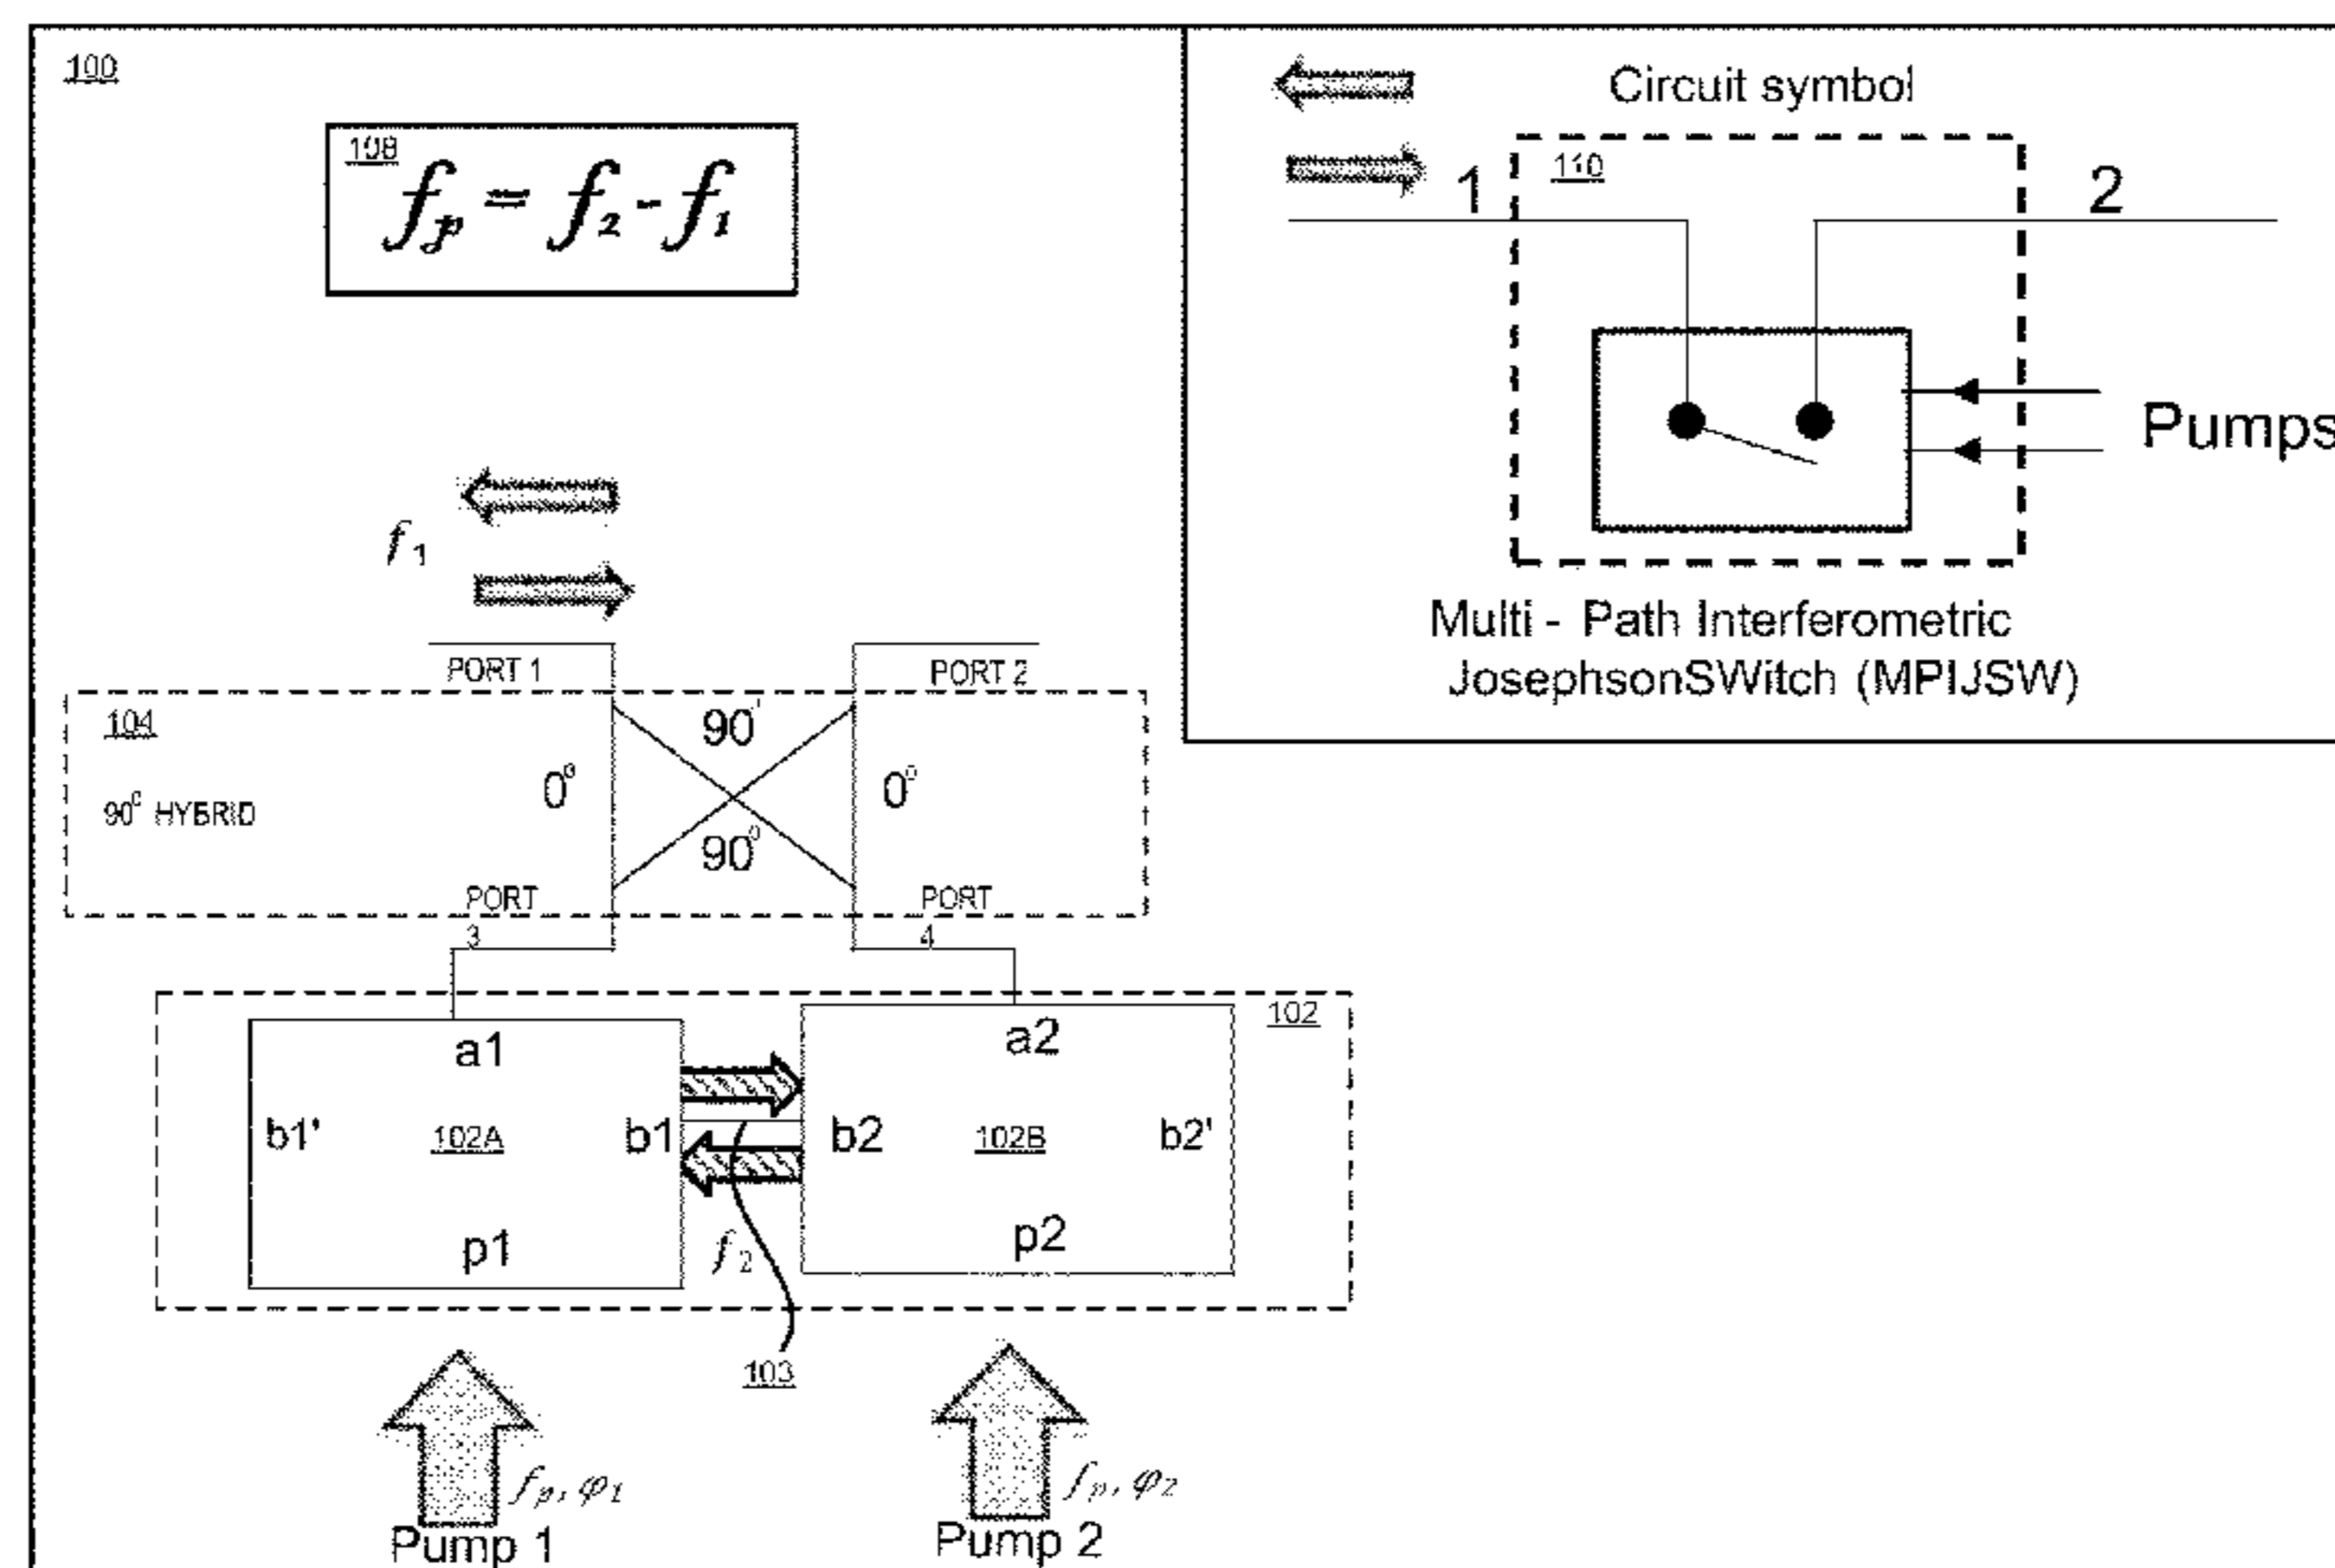 100
108
fp = f2 - f1
Circuit symbol
110
1
2
Pumps
Multi - Path Interferometric
JosephsonSWitch (MPIJSW)
f1
PORT 1
PORT 2
104
90°
0°
0°
90° HYBRID
90°
PORT
PORT
3
4
102
a1
a2
b1'
102A
b1
b2
102B
b2'
p1
f2
p2
103
fp, φ1
fp, φ2
Pump 1
Pump 2